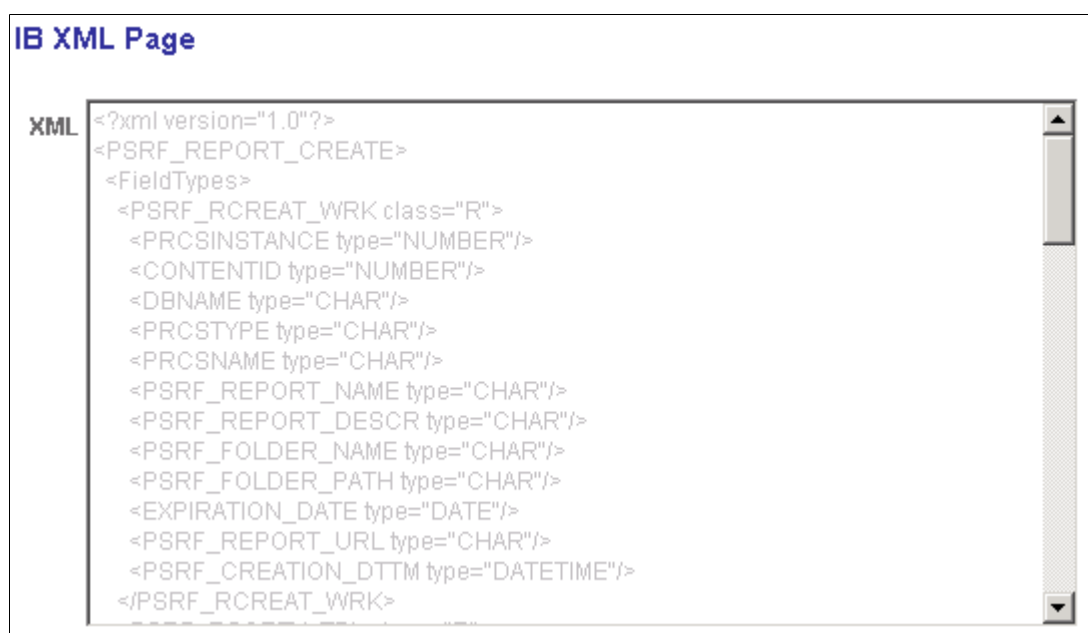 IB XML Page
XML
<?xml version="1.0"?>
<PSRF_REPORT_CREATE>
<FieldTypes>
<PSRF_RCREAT_WRK class="R">
<PRCSINSTANCE type="NUMBER"/>
<CONTENTID type="NUMBER"/>
<DBNAME type="CHAR"/>
<PRCSTYPE type="CHAR"/>
<PRCSNAME type="CHAR"/>
<PSRF_REPORT_NAME type="CHAR"/>
<PSRF_REPORT_DESCR type="CHAR"/>
<PSRF_FOLDER_NAME type="CHAR"/>
<PSRF_FOLDER_PATH type="CHAR"/>
<EXPIRATION_DATE type="DATE"/>
<PSRF_REPORT_URL type="CHAR"/>
<PSRF_CREATION_DTTM type="DATETIME"/>
</PSRF_RCREAT_WRK>